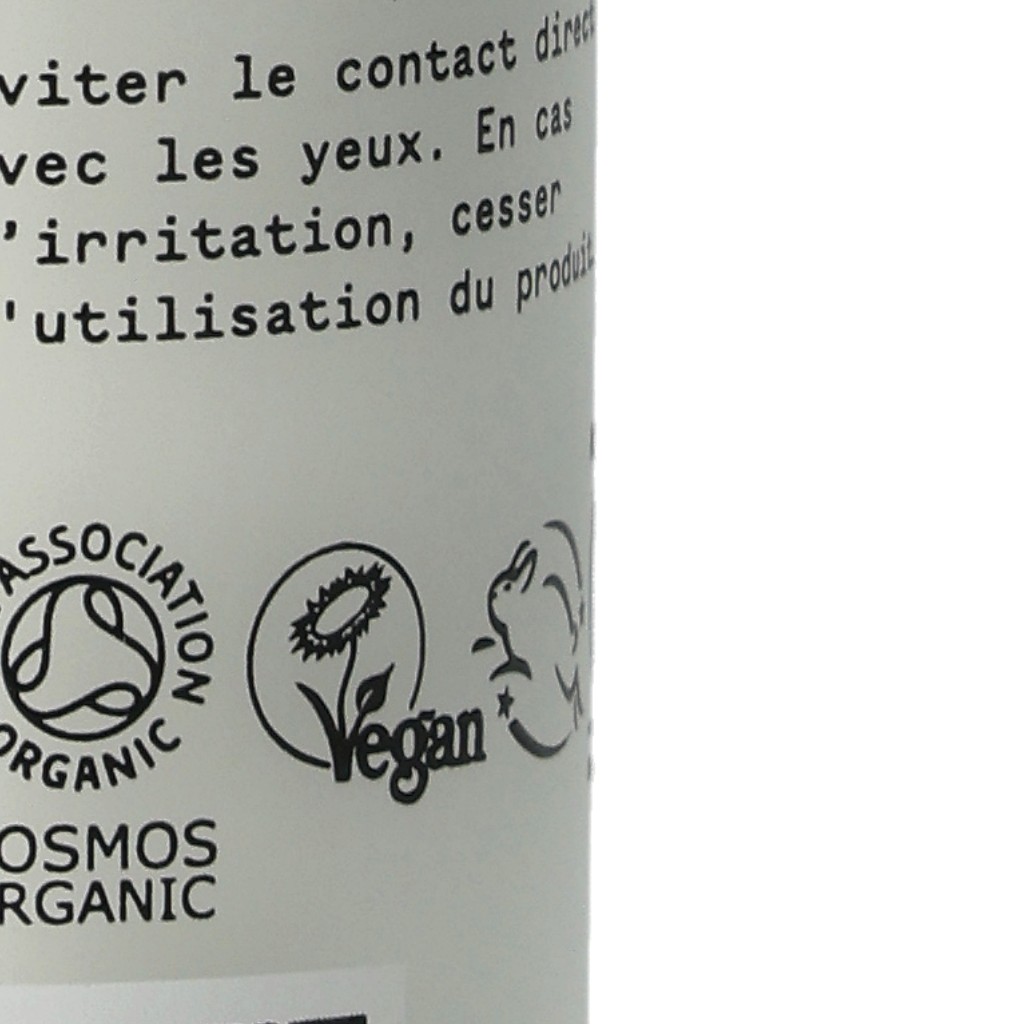 viter le contact direct
vec les yeux. En cas
'irritation, cesser
'utilisation du produit.
ASSOCIATION
ORGANIC
Vegan
OSMOS
RGANIC